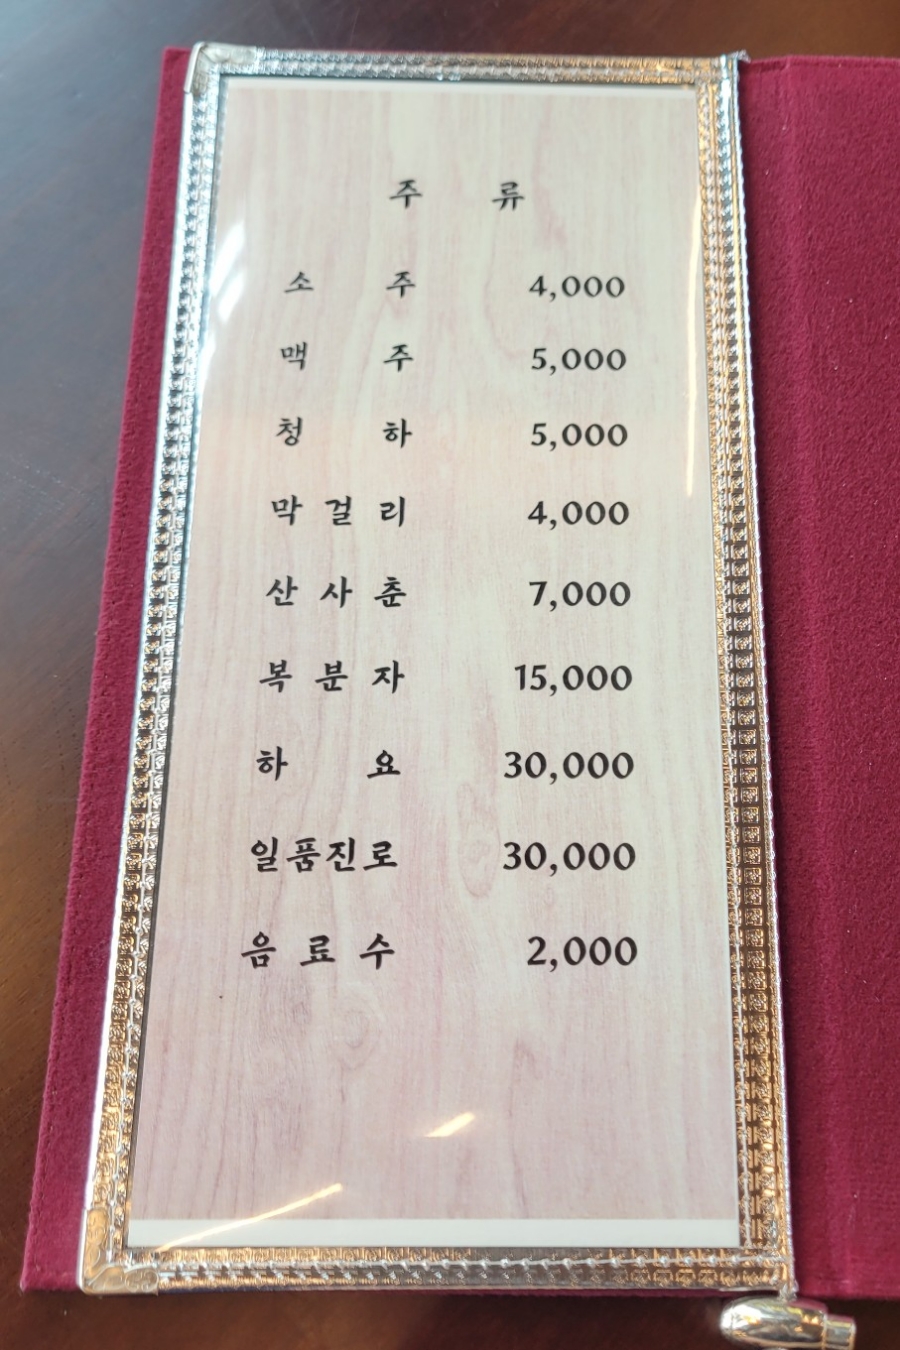 주 류
소 주 4,000
맥 주 5,000
청 하 5,000
막 걸 리 4,000
산 사 춘 7,000
복 분 자 15,000
하 요 30,000
일품진로 30,000
음 료 수 2,000